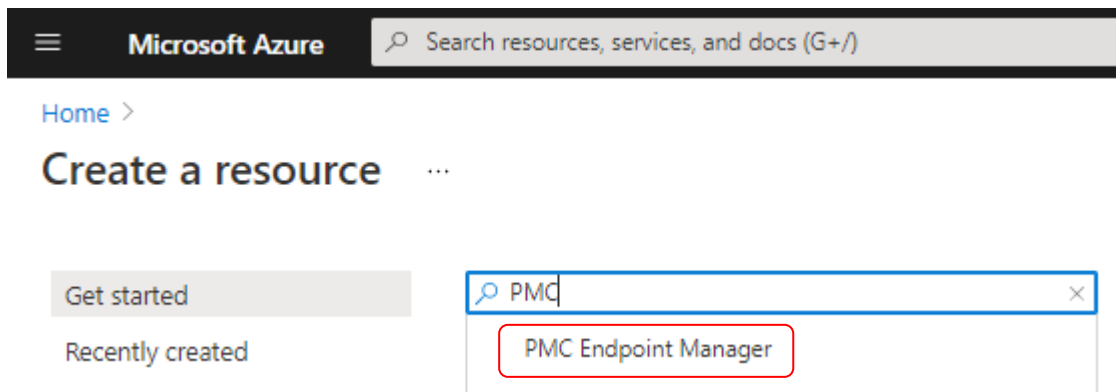 Microsoft Azure
Search resources, services, and docs (G+/)
Home >
Create a resource ...
Get started
PMC
Recently created
PMC Endpoint Manager